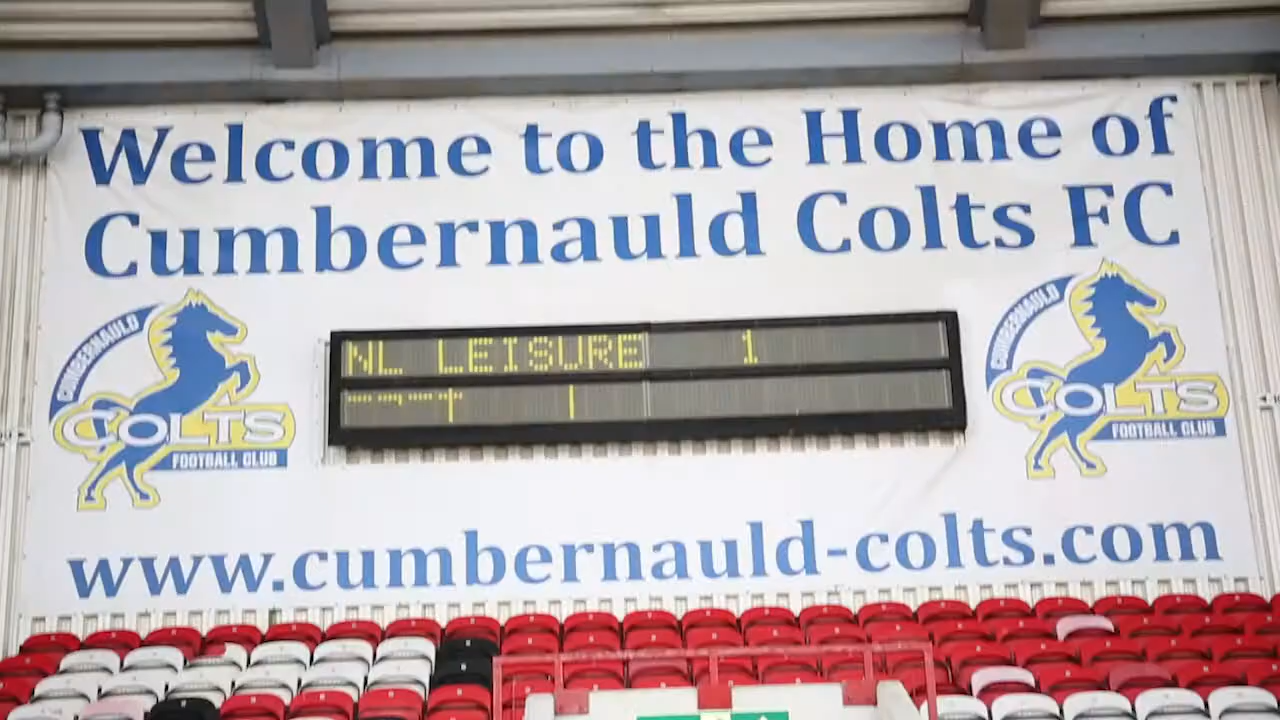 Welcome to the Home of
Cumbernauld Colts FC
CUMBERNAULD
COLTS
FOOTBALL CLUB
NL LEISURE 1
CUMBERNAULD
COLTS
FOOTBALL CLUB
www.cumbernauld-colts.com